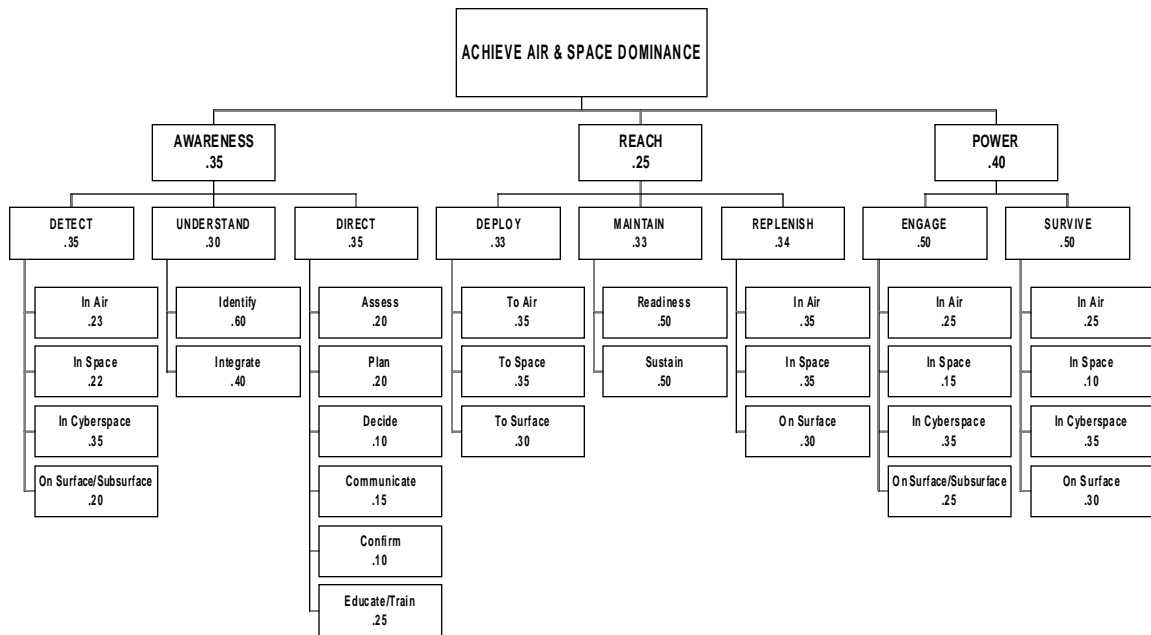 ACHIEVE AIR & SPACE DOMINANCE
AWARENESS
.35
REACH
.25
POWER
.40
DETECT
.35
UNDERSTAND
.30
DIRECT
.35
DEPLOY
.33
MAINTAIN
.33
REPLENISH
.34
ENGAGE
.50
SURVIVE
.50
In Air
.23
In Space
.22
In Cyberspace
.35
On Surface/Subsurface
.20
Identify
.60
Integrate
.40
Assess
.20
Plan
.20
Decide
.10
Communicate
.15
Confirm
.10
Educate/Train
.25
To Air
.35
To Space
.35
To Surface
.30
Readiness
.50
Sustain
.50
In Air
.35
In Space
.35
On Surface
.30
In Air
.25
In Space
.15
In Cyberspace
.35
On Surface/Subsurface
.25
In Air
.25
In Space
.10
In Cyberspace
.35
On Surface
.30